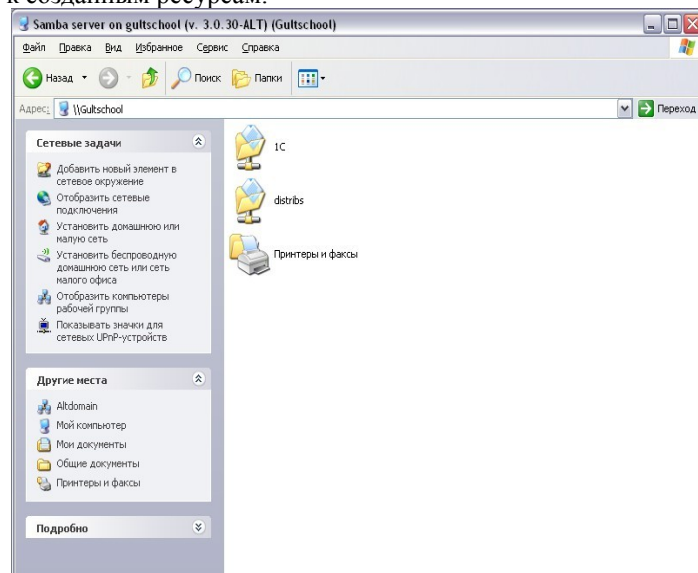 к созданным ресурсам.
Samba server on gultschool (v. 3.0.30-ALT) (Gultschool)
Файл Правка Вид Избранное Сервис Справка
Назад Поиск Папки
Адрес: \\Gultschool Переход
Сетевые задачи
Добавить новый элемент в
сетевое окружение
Отобразить сетевые
подключения
Установить домашнюю или
малую сеть
Установить беспроводную
домашнюю сеть или сеть
малого офиса
Отобразить компьютеры
рабочей группы
Показывать значки для
сетевых UPnP-устройств
Другие места
Altdomain
Мой компьютер
Мои документы
Общие документы
Принтеры и факсы
Подробно
1C
distribs
Принтеры и факсы